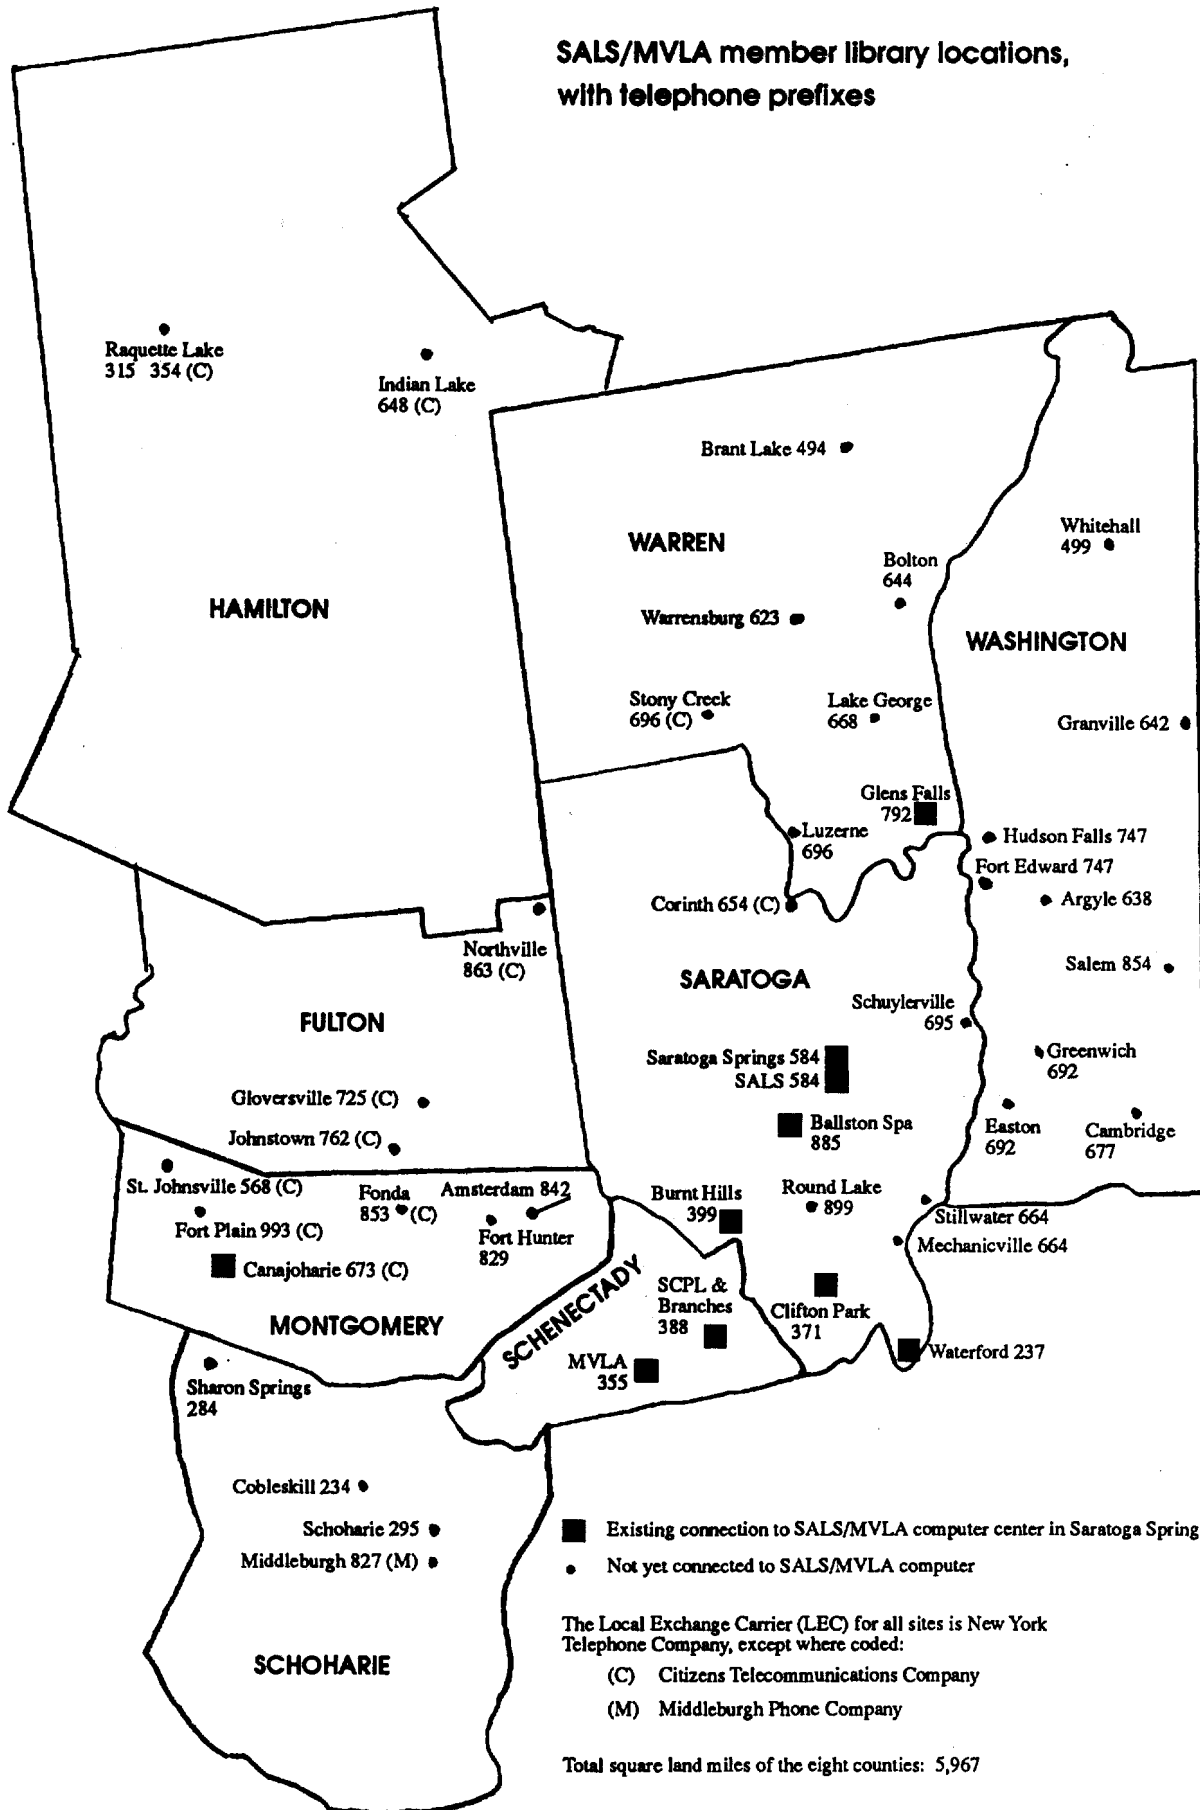 SALS/MVLA member library locations,
with telephone prefixes
Raquette Lake
315 354 (C)
Indian Lake
648 (C)
Brant Lake 494
WARREN
Whitehall
499
Bolton
644
HAMILTON
Warrensburg 623
WASHINGTON
Stony Creek
696 (C)
Lake George
668
Granville 642
Glens Falls
792
Luzerne
696
Hudson Falls 747
Fort Edward 747
Corinth 654 (C)
Argyle 638
Northville
863 (C)
Salem 854
SARATOGA
Schuylerville
695
FULTON
Saratoga Springs 584
SALS 584
Greenwich
692
Gloversville 725 (C)
Ballston Spa
885
Easton
692
Cambridge
677
Johnstown 762 (C)
St. Johnsville 568 (C)
Fonda
853 (C)
Amsterdam 842
Burnt Hills
399
Round Lake
899
Fort Plain 993 (C)
Fort Hunter
829
Stillwater 664
Mechanicville 664
Canajoharie 673 (C)
SCHENECTADY
SCPL &
Branches
388
Clifton Park
371
MONTGOMERY
MVLA
355
Waterford 237
Sharon Springs
284
Cobleskill 234
Schoharie 295
Middleburgh 827 (M)
SCHOHARIE
Existing connection to SALS/MVLA computer center in Saratoga Spring
Not yet connected to SALS/MVLA computer
The Local Exchange Carrier (LEC) for all sites is New York
Telephone Company, except where coded:
(C) Citizens Telecommunications Company
(M) Middleburgh Phone Company
Total square land miles of the eight counties: 5,967